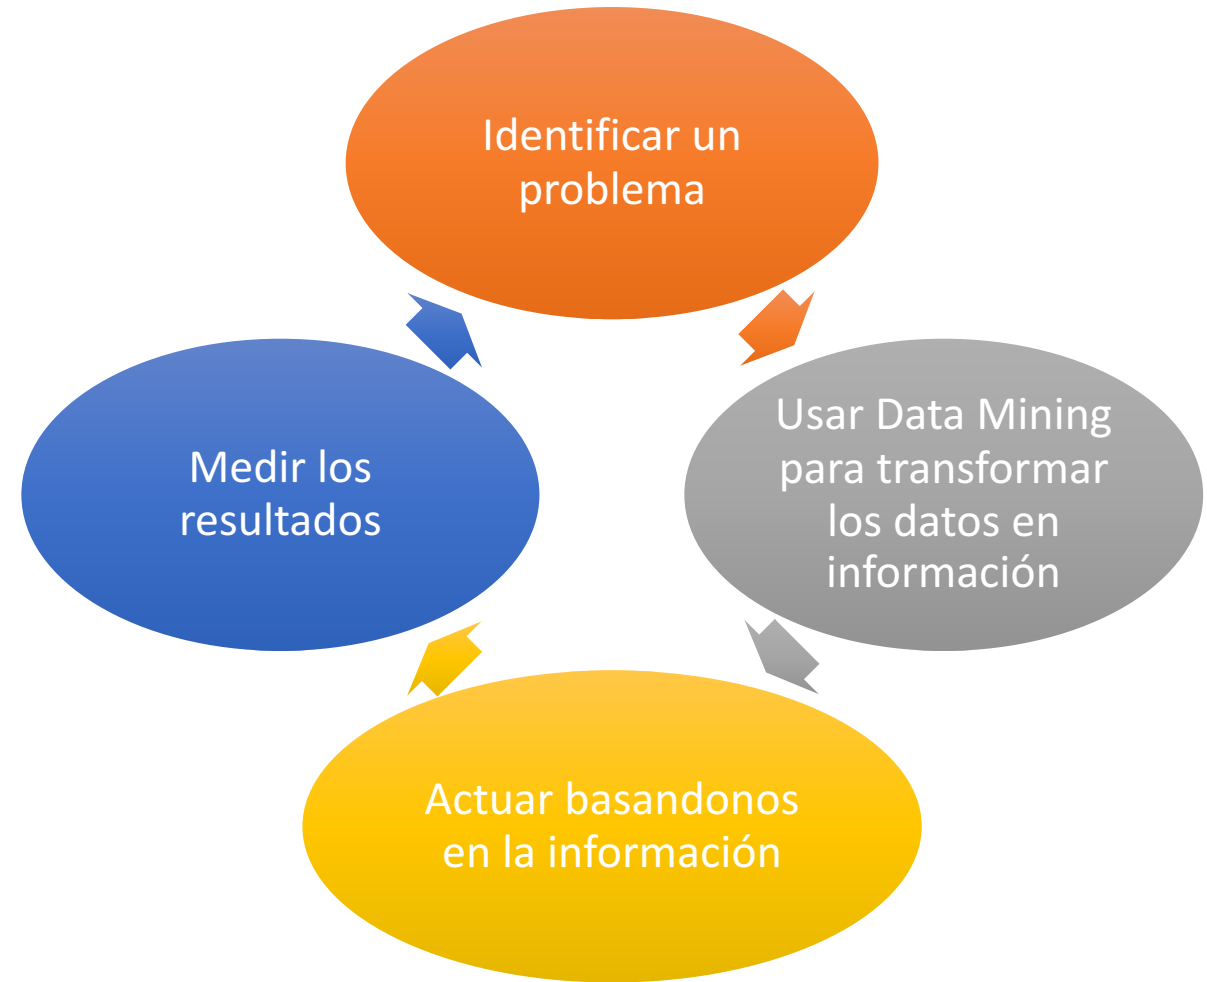 Identificar un
problema
Usar Data Mining
para transformar
los datos en
información
Actuar basandonos
en la información
Medir los
resultados